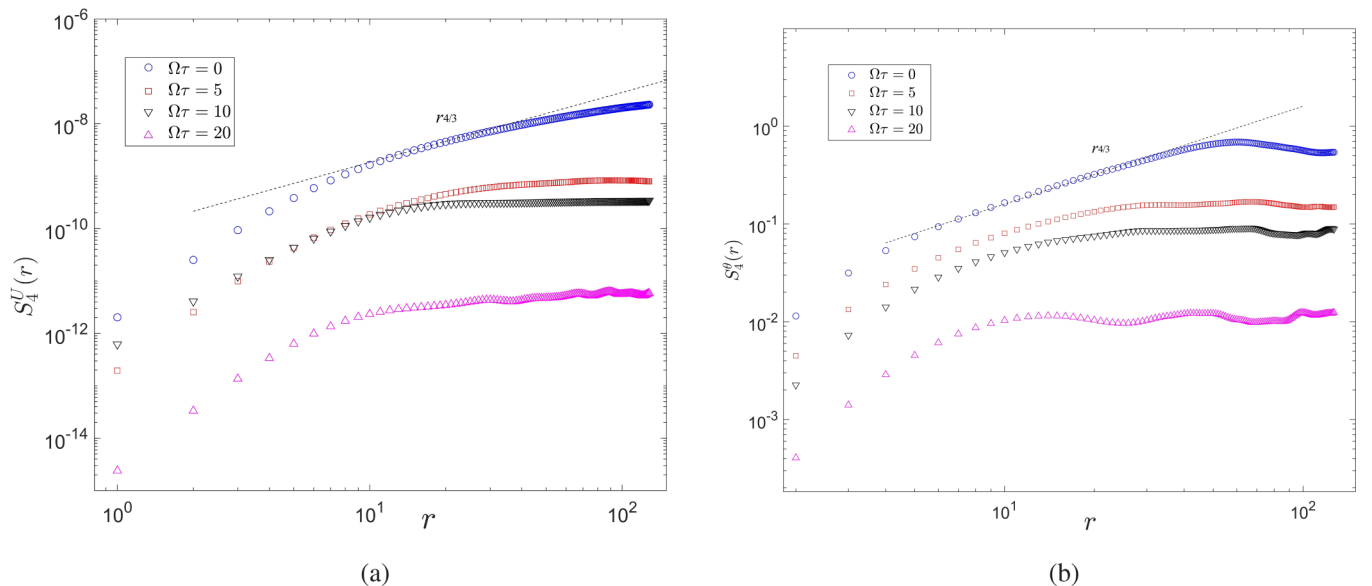 10^-6
10^-8
10^-10
10^-12
10^-14
S_4^U(r)
Ωτ = 0
Ωτ = 5
Ωτ = 10
Ωτ = 20
r^4/3
10^0
10^1
10^2
r
(a)
10^0
10^-1
10^-2
10^-3
S_4^θ(r)
Ωτ = 0
Ωτ = 5
Ωτ = 10
Ωτ = 20
r^4/3
10^1
10^2
r
(b)